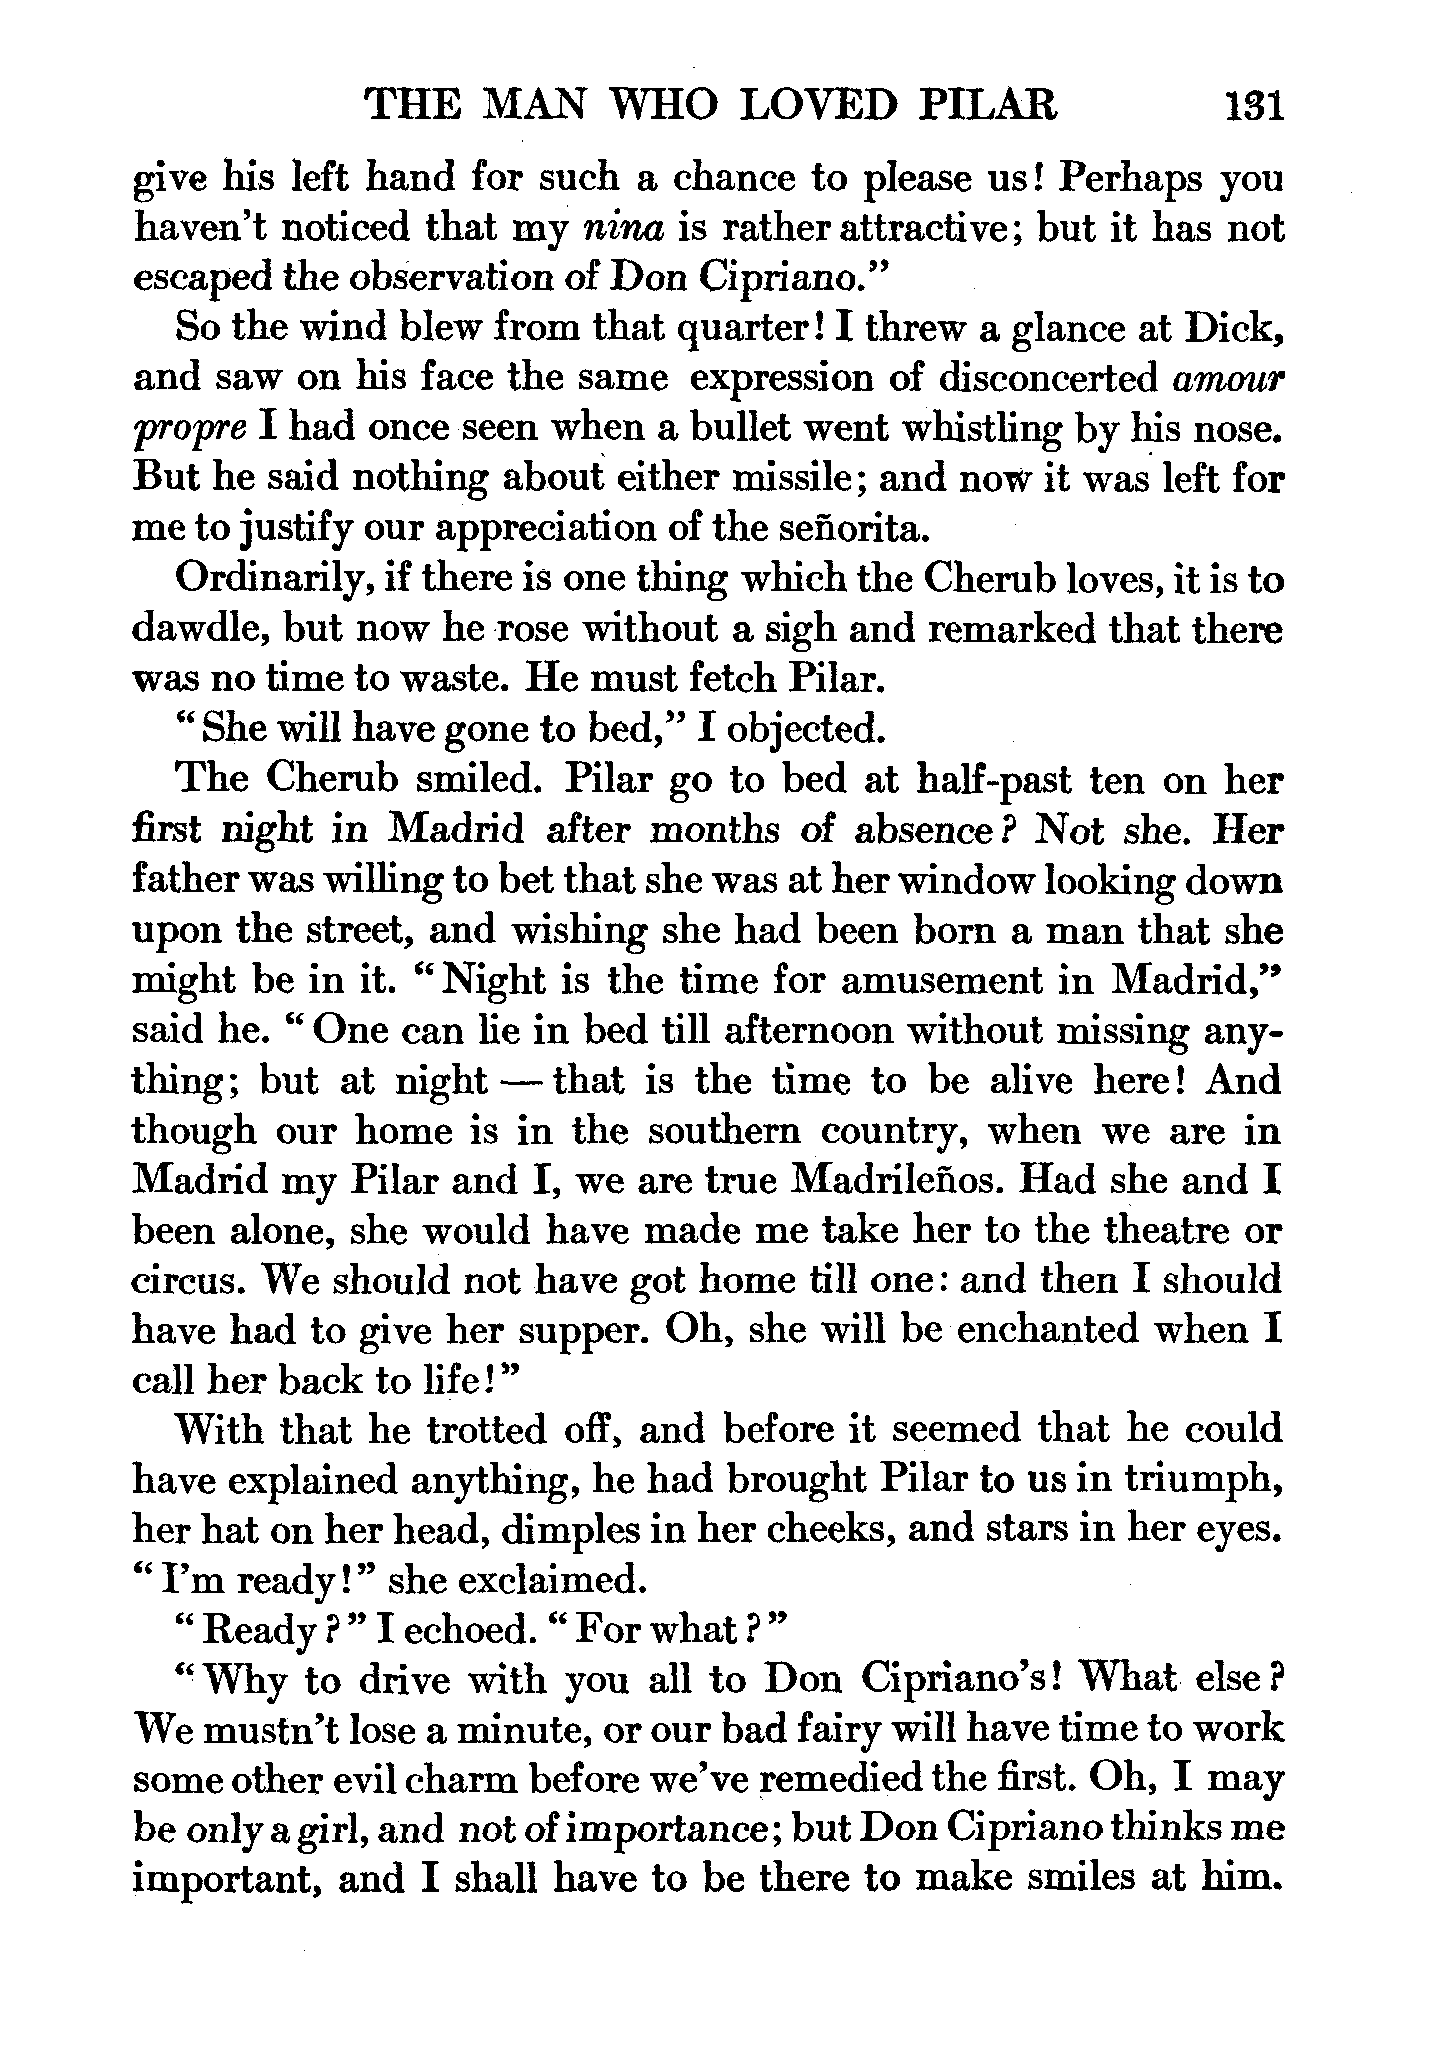 THE MAN WHO LOVED PILAR 131
give his left hand for such a chance to please us! Perhaps you
haven't noticed that my nina is rather attractive; but it has not
escaped the observation of Don Cipriano."
So the wind blew from that quarter! I threw a glance at Dick,
and saw on his face the same expression of disconcerted amour
propre I had once seen when a bullet went whistling by his nose.
But he said nothing about either missile; and now it was left for
me to justify our appreciation of the señorita.
Ordinarily, if there is one thing which the Cherub loves, it is to
dawdle, but now he rose without a sigh and remarked that there
was no time to waste. He must fetch Pilar.
"She will have gone to bed," I objected.
The Cherub smiled. Pilar go to bed at half-past ten on her
first night in Madrid after months of absence? Not she. Her
father was willing to bet that she was at her window looking down
upon the street, and wishing she had been born a man that she
might be in it. "Night is the time for amusement in Madrid,"
said he. "One can lie in bed till afternoon without missing any-
thing; but at night — that is the time to be alive here! And
though our home is in the southern country, when we are in
Madrid my Pilar and I, we are true Madrileños. Had she and I
been alone, she would have made me take her to the theatre or
circus. We should not have got home till one: and then I should
have had to give her supper. Oh, she will be enchanted when I
call her back to life!"
With that he trotted off, and before it seemed that he could
have explained anything, he had brought Pilar to us in triumph,
her hat on her head, dimples in her cheeks, and stars in her eyes.
"I'm ready!" she exclaimed.
"Ready?" I echoed. "For what?"
"Why to drive with you all to Don Cipriano's! What else?
We mustn't lose a minute, or our bad fairy will have time to work
some other evil charm before we've remedied the first. Oh, I may
be only a girl, and not of importance; but Don Cipriano thinks me
important, and I shall have to be there to make smiles at him.